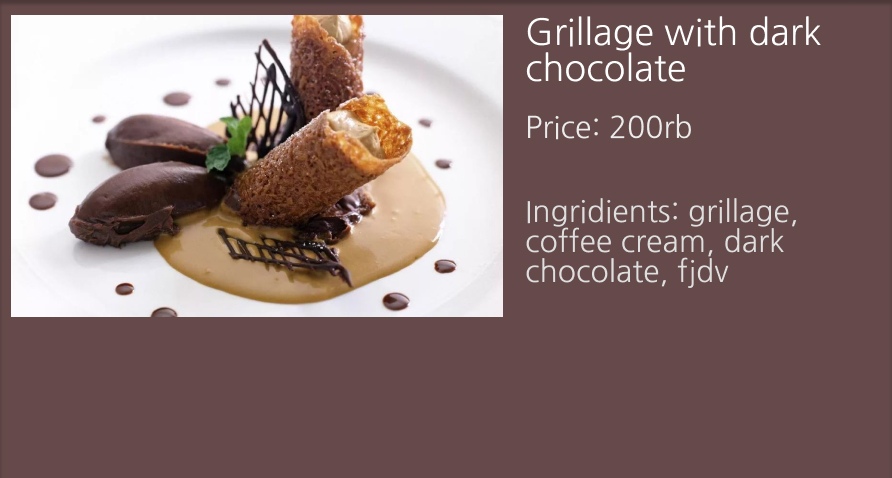 Grillage with dark
chocolate
Price: 200rb
Ingridients: grillage,
coffee cream, dark
chocolate, fjdv